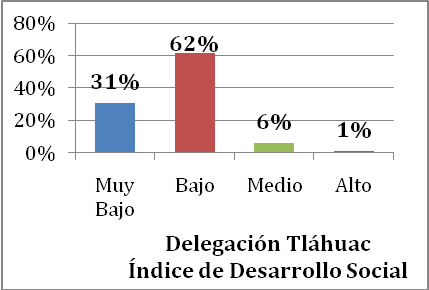 80%
60%
40%
20%
0%
31%
62%
6%
1%
Muy
Bajo
Bajo
Medio
Alto
Delegación Tláhuac
Índice de Desarrollo Social